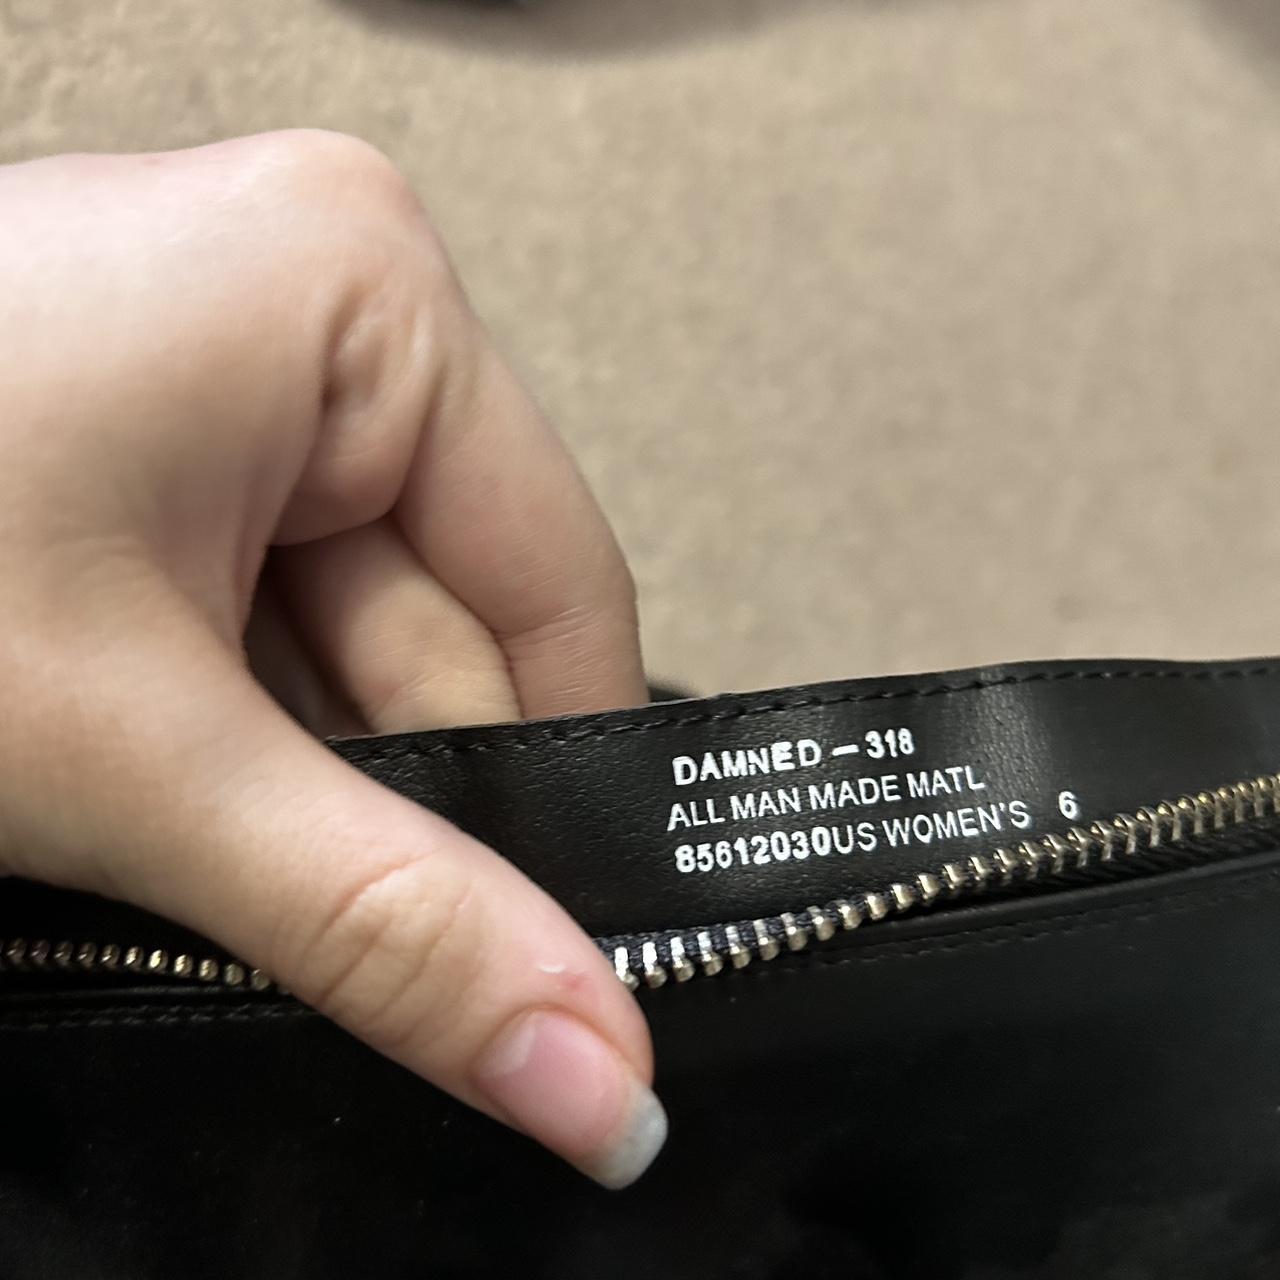 DAMNED – 318
ALL MAN MADE MATL
85612030US WOMEN'S 6